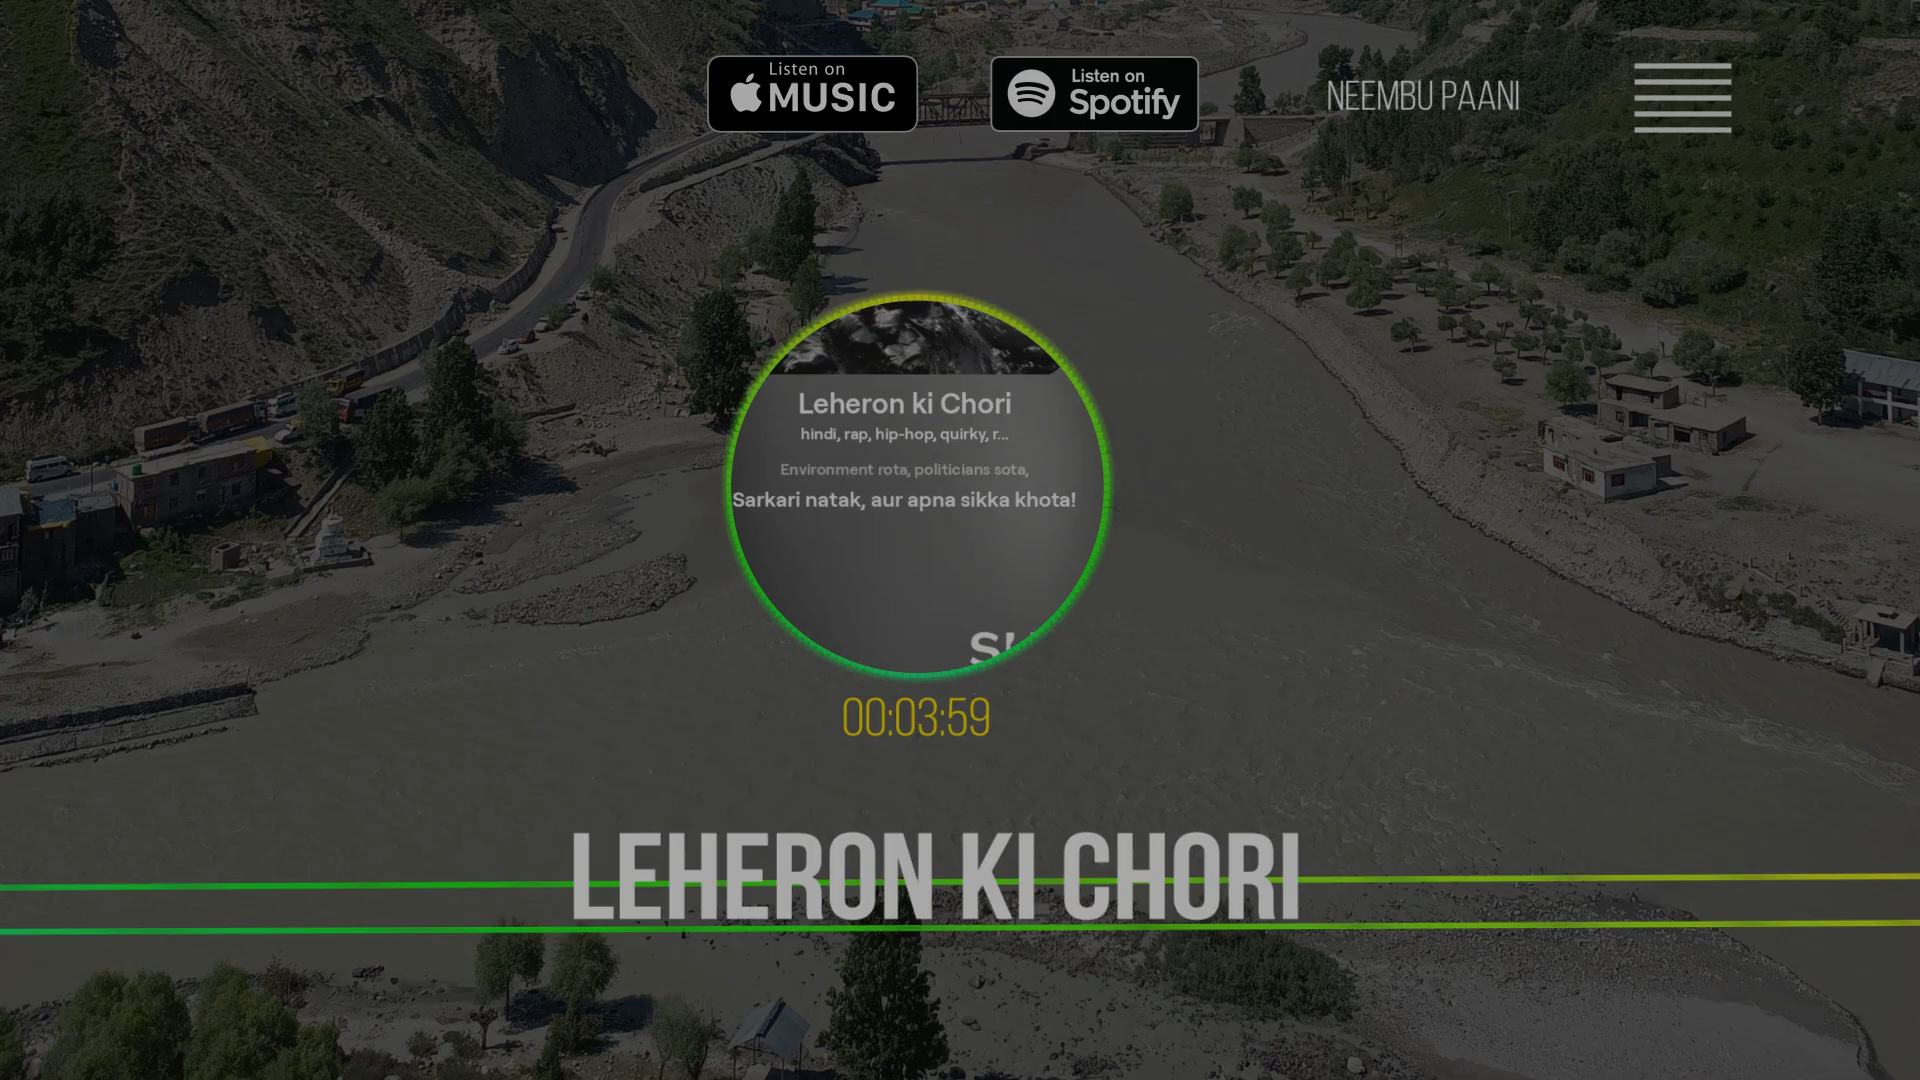 Listen on
MUSIC
Listen on
Spotify
NEEMBU PAANI
Leheron ki Chori
hindi, rap, hip-hop, quirky, r...
Environment rota, politicians sota,
Sarkari natak, aur apna sikka khota!
00:03:59
LEHERON KI CHORI